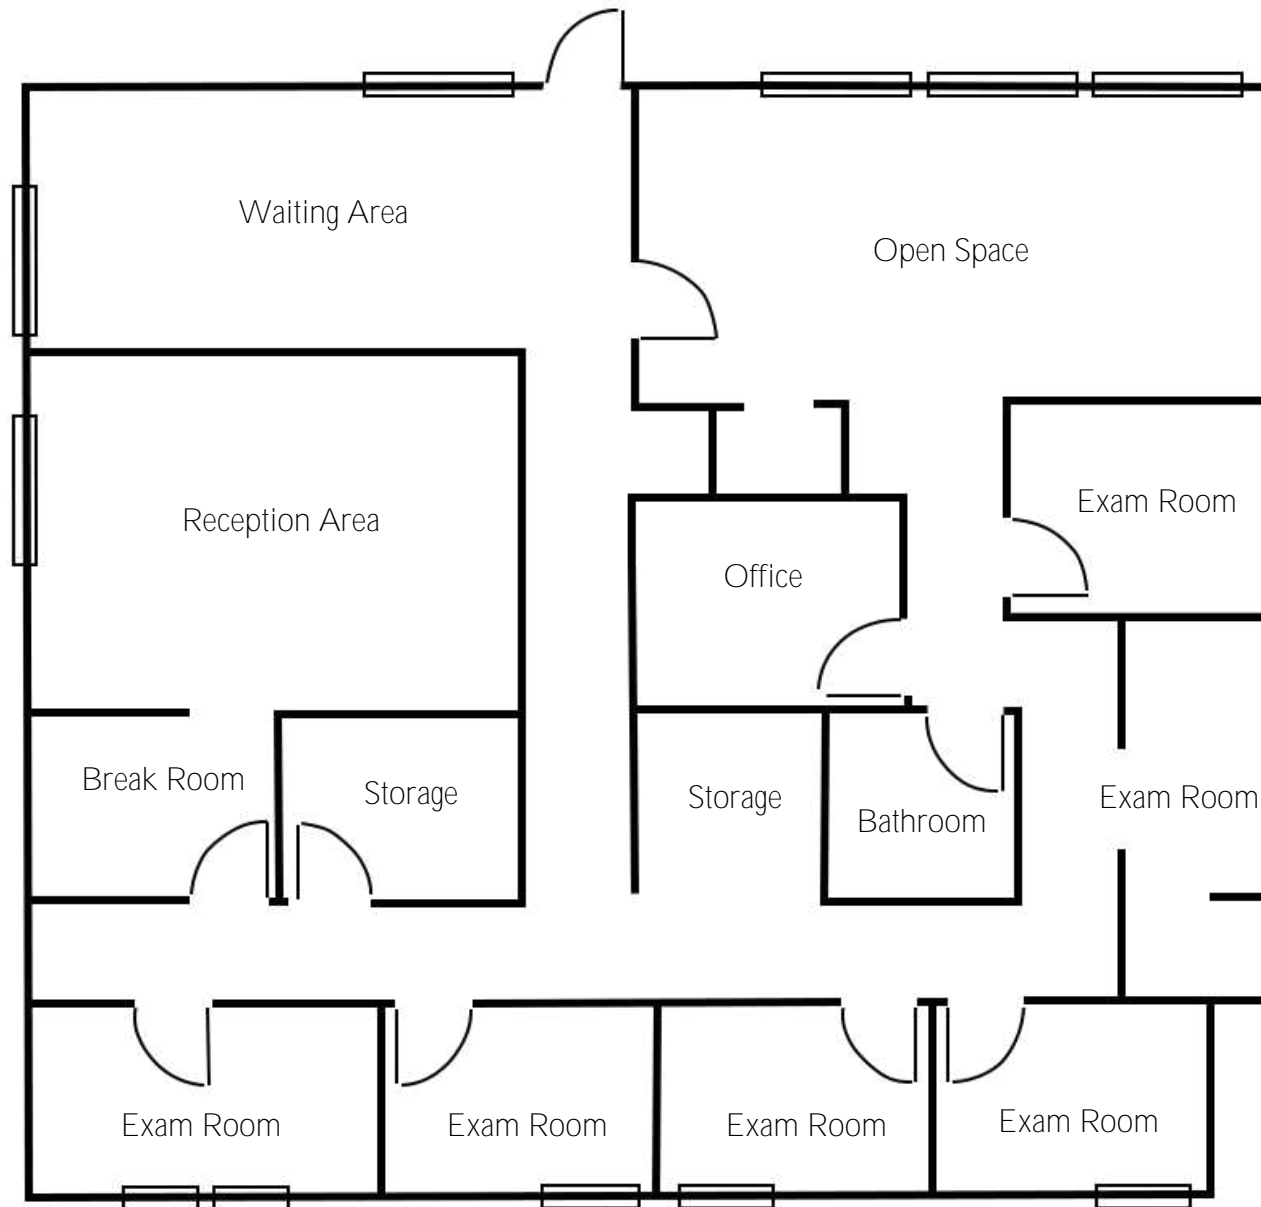 Waiting Area
Open Space
Reception Area
Exam Room
Office
Break Room
Storage
Storage
Bathroom
Exam Room
Exam Room
Exam Room
Exam Room
Exam Room